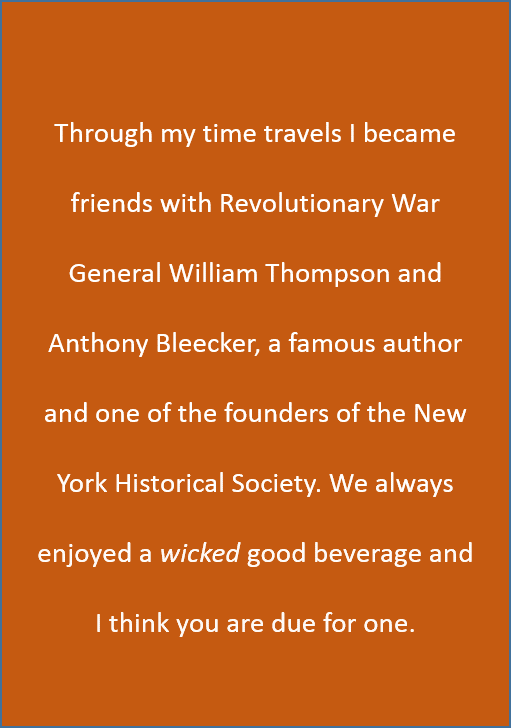 Through my time travels I became
friends with Revolutionary War
General William Thompson and
Anthony Bleecker, a famous author
and one of the founders of the New
York Historical Society. We always
enjoyed a wicked good beverage and
I think you are due for one.